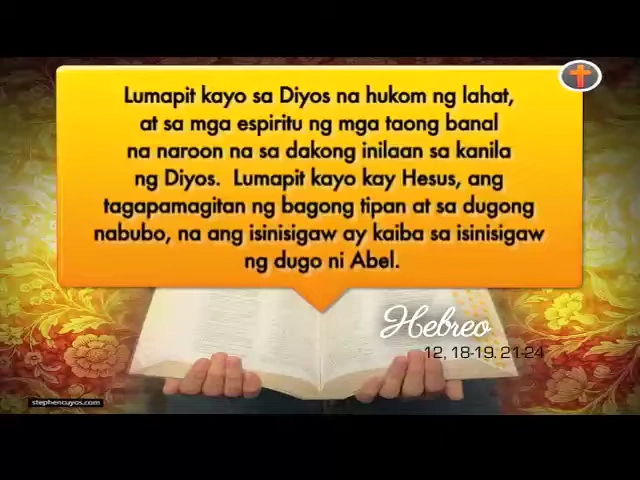 Lumapit kayo sa Diyos na hukom ng lahat,
at sa mga espiritu ng mga taong banal
na naroon na sa dakong inilaan sa kanila
ng Diyos. Lumapit kayo kay Hesus, ang
tagapamagitan ng bagong tipan at sa dugong
nabubo, na ang isinisigaw ay kaiba sa isinisigaw
ng dugo ni Abel.
Hebreo
12, 18-19. 21-24
stephencuyos.com